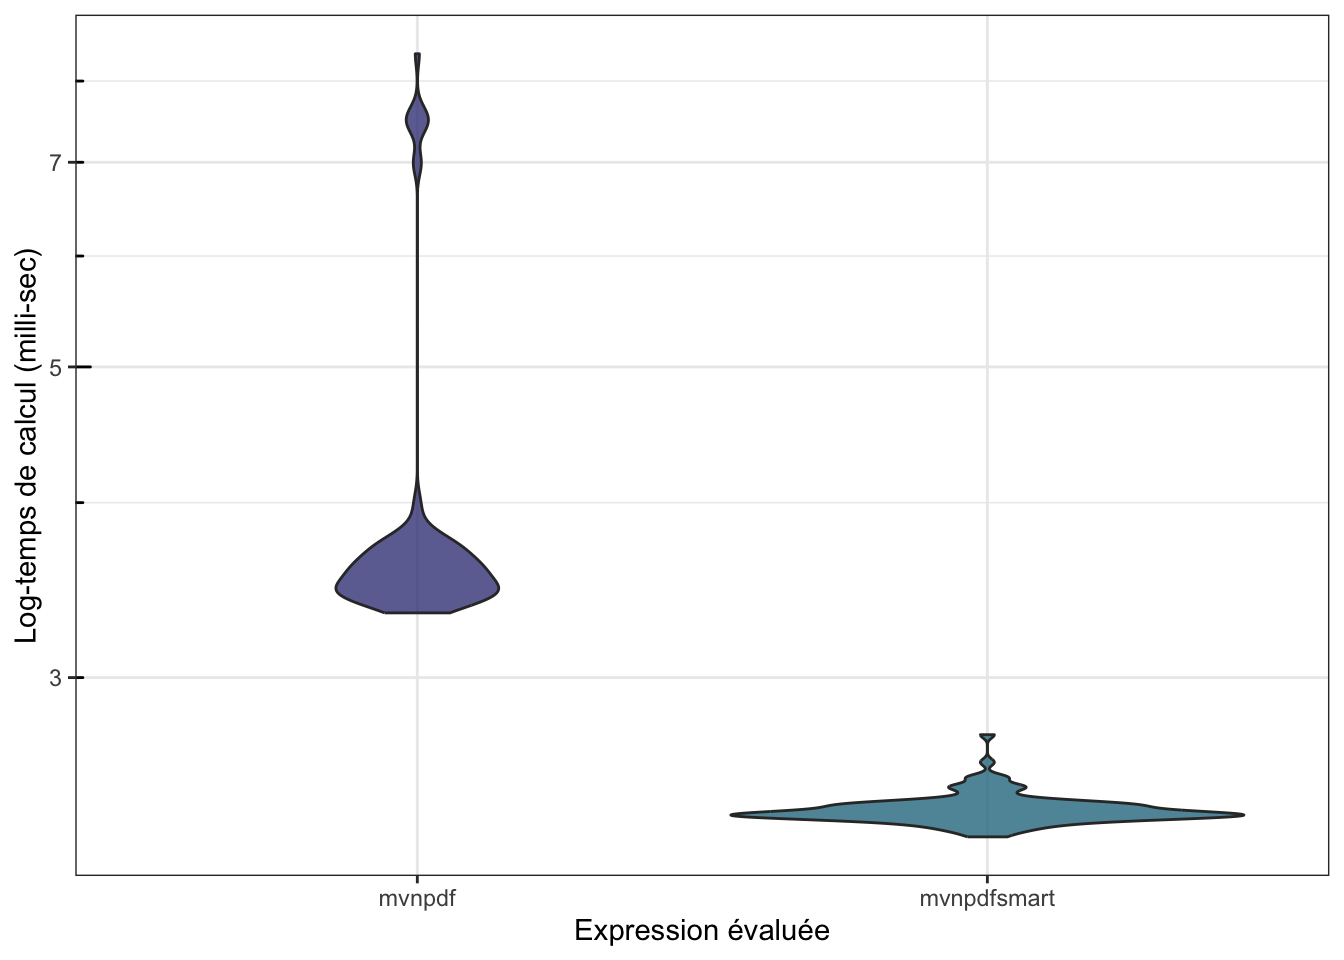 Log-temps de calcul (milli-sec)
7
5
3
mvnpdf
mvnpdfsmart
Expression évaluée